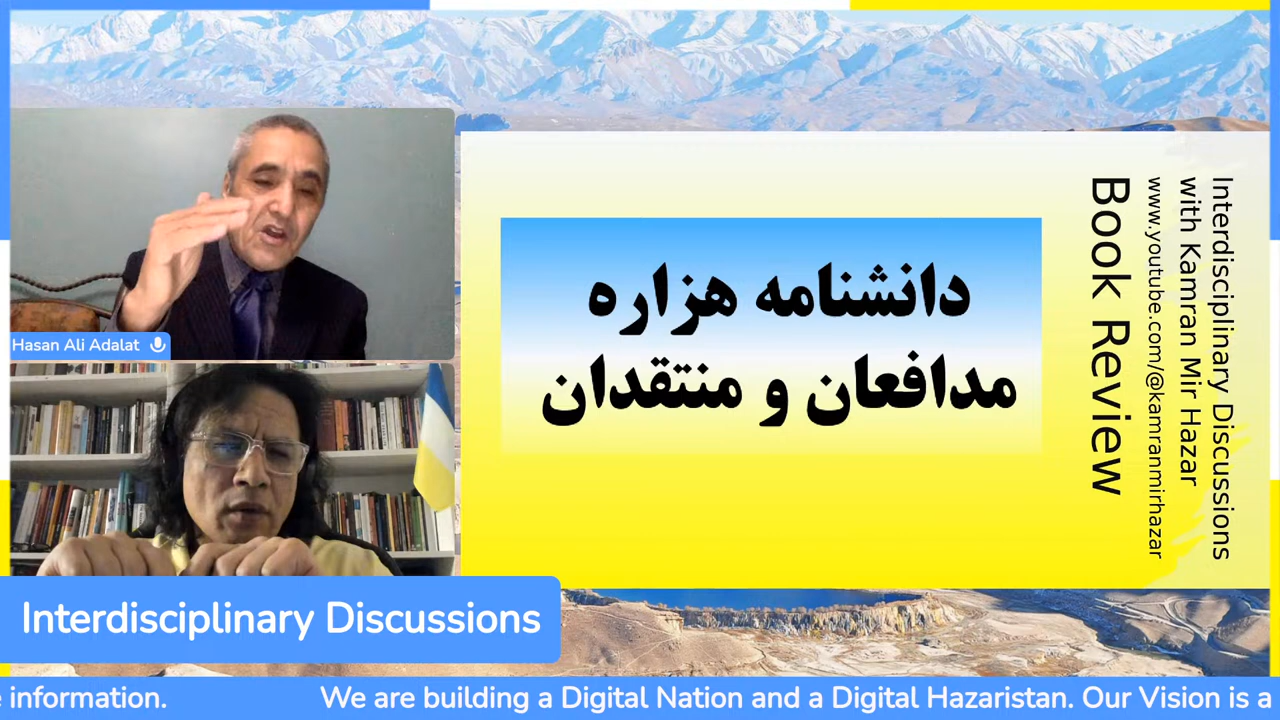 دانشنامه هزاره
مدافعان و منتقدان
Interdisciplinary Discussions
with Kamran Mir Hazar
www.youtube.com/@kamranmirhazar
Book Review
Hasan Ali Adalat
Interdisciplinary Discussions
information. We are building a Digital Nation and a Digital Hazaristan. Our Vision is a